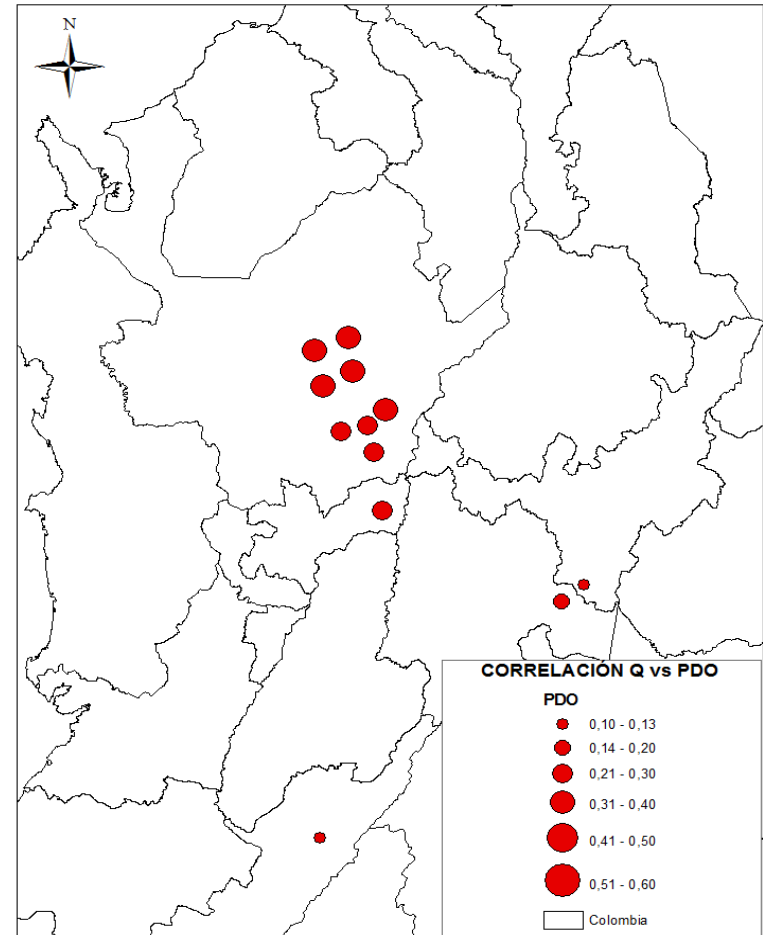 N
CORRELACIÓN Q vs PDO
PDO
0,10 - 0,13
0,14 - 0,20
0,21 - 0,30
0,31 - 0,40
0,41 - 0,50
0,51 - 0,60
Colombia